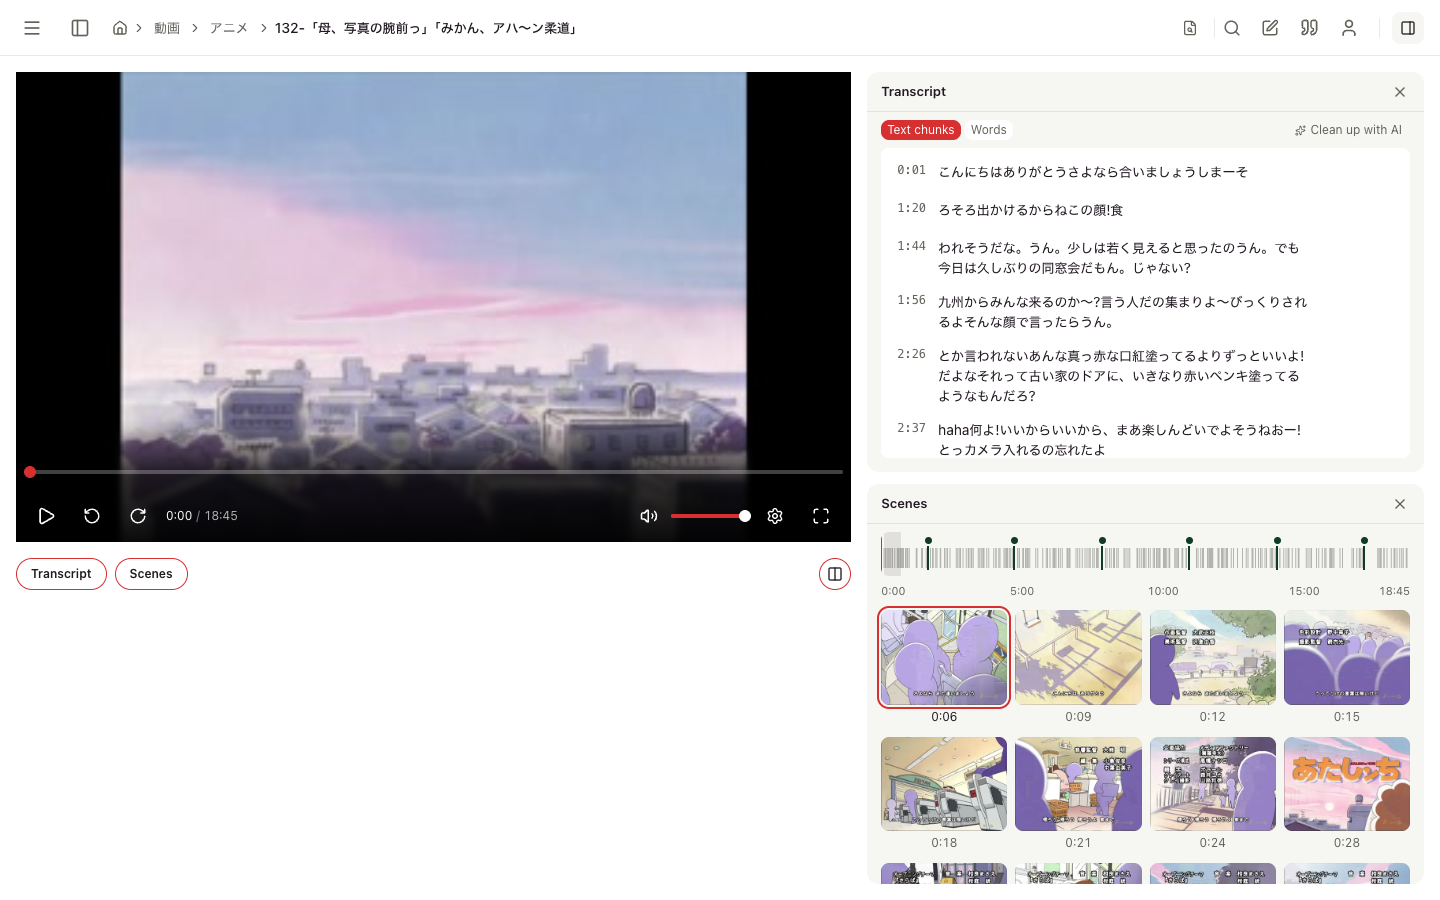 動画
アニメ
132-「母、写真の腕前っ」「みかん、アハ〜ン柔道」
0:00 / 18:45
Transcript
Scenes
Transcript
Text chunks
Words
Clean up with AI
0:01
こんにちはありがとうさよなら合いましょうしまーそ
1:20
ろそろ出かけるからねこの顔!食
1:44
われそうだな。うん。少しは若く見えると思ったのうん。でも
今日は久しぶりの同窓会だもん。じゃない?
1:56
九州からみんな来るのか〜?言う人だの集まりよ〜びっくりされ
るよそんな顔で言ったらうん。
2:26
とか言われないあんな真っ赤な口紅塗ってるよりずっといいよ!
だよなそれって古い家のドアに、いきなり赤いペンキ塗ってる
ようなもんだろ?
2:37
haha何よ!いいからいいから、まあ楽しんどいでよそうねおー!
とっカメラ入れるの忘れたよ
Scenes
0:00
5:00
10:00
15:00
18:45
0:06
0:09
0:12
0:15
0:18
0:21
0:24
あたしンち
0:28